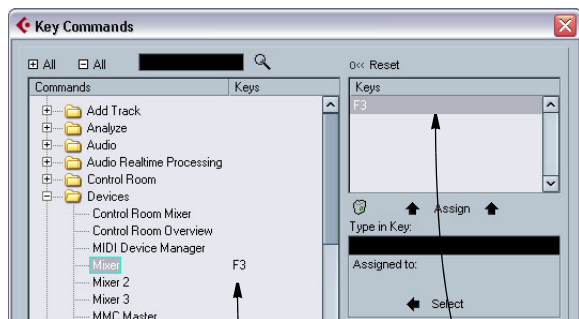 Key Commands
All All
Commands Keys
Add Track
Analyze
Audio
Audio Realtime Processing
Control Room
Devices
Control Room Mixer
Control Room Overview
MIDI Device Manager
Mixer F3
Mixer 2
Mixer 3
MMC Master
0<< Reset
Keys
F3
Assign
Type in Key:
Assigned to:
Select